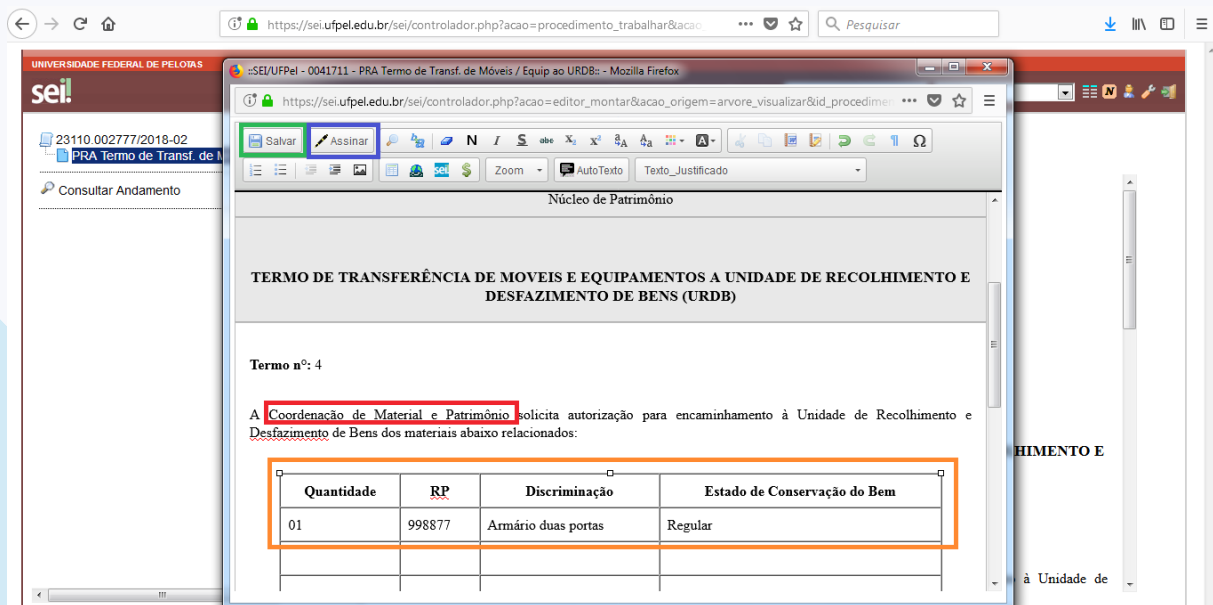 https://sei.ufpel.edu.br/sei/controlador.php?acao=procedimento_trabalhar&acao
Pesquisar
UNIVERSIDADE FEDERAL DE PELOTAS
sei!
23110.002777/2018-02
PRA Termo de Transf. de M
Consultar Andamento
::SEI/UFPel - 0041711 - PRA Termo de Transf. de Móveis / Equip ao URDB:: - Mozilla Firefox
https://sei.ufpel.edu.br/sei/controlador.php?acao=editor_montar&acao_origem=arvore_visualizar&id_procedimen
Salvar Assinar N I S abc X₂ X² Ω
sei $ Zoom AutoTexto Texto_Justificado
Núcleo de Patrimônio
TERMO DE TRANSFERÊNCIA DE MOVEIS E EQUIPAMENTOS A UNIDADE DE RECOLHIMENTO E
DESFAZIMENTO DE BENS (URDB)
Termo nº: 4
A Coordenação de Material e Patrimônio solicita autorização para encaminhamento à Unidade de Recolhimento e
Desfazimento de Bens dos materiais abaixo relacionados:
Quantidade RP Discriminação Estado de Conservação do Bem
01 998877 Armário duas portas Regular
HIMENTO E
à Unidade de